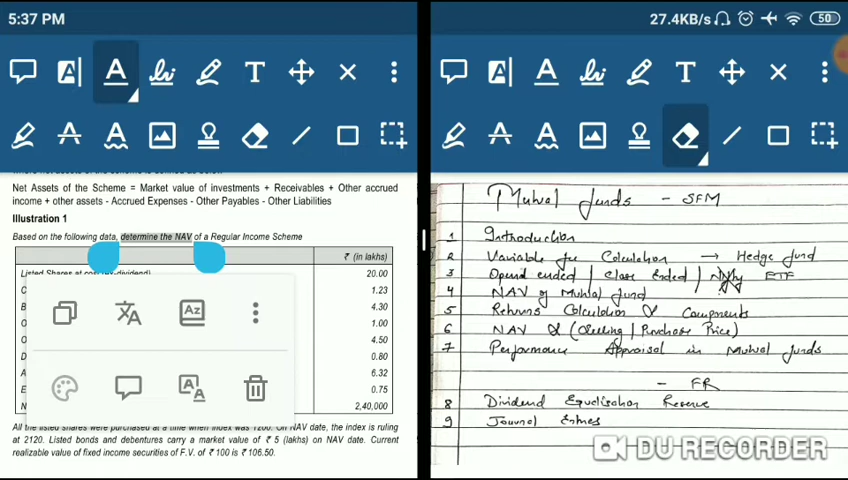 5:37 PM
27.4KB/s
50
Net Assets of the Scheme = Market value of investments + Receivables + Other accrued
income + other assets - Accrued Expenses - Other Payables - Other Liabilities
Illustration 1
Based on the following data, determine the NAV of a Regular Income Scheme
₹ (in lakhs)
Listed Shares at cost (ex-dividend) 20.00
C 1.23
B 4.30
O 1.00
O 4.50
D 0.80
A 6.32
E 0.75
N 2,40,000
All the listed shares were purchased at a time when index was 1200. On NAV date, the index is ruling
at 2120. Listed bonds and debentures carry a market value of ₹ 5 (lakhs) on NAV date. Current
realizable value of fixed income securities of F.V. of ₹ 100 is ₹ 106.50.
Mutual funds - SFM
1 Introduction
2 Variable fee Calculation → Hedge fund
3 Opend ended | Close Ended | ETF
4 NAV of Mutual fund
5 Returns Calculation & Components
6 NAV & (Selling | Purchase Price)
7 Performance Appraisal in Mutual funds
- FR
8 Dividend Equilisation Reserve
9 Journal Entries
DU RECORDER